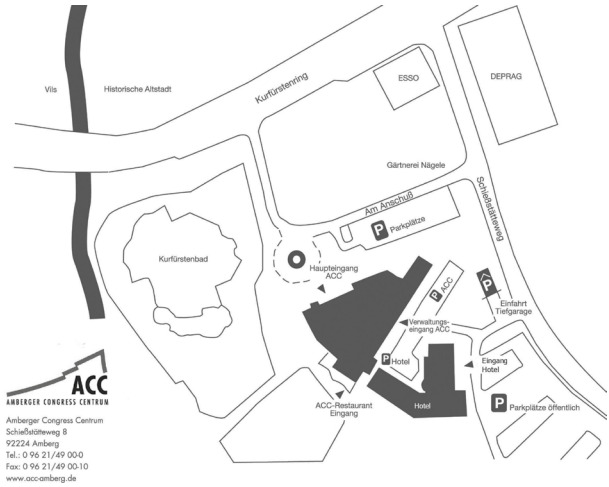 Vils
Historische Altstadt
Kurfürstenring
ESSO
DEPRAG
Gärtnerei Nägele
Am Anschuß
Schießstätteweg
P Parkplätze
Kurfürstenbad
Haupteingang
ACC
P ACC
P
Einfahrt
Tiefgarage
Verwaltungs-
eingang ACC
P Hotel
Eingang
Hotel
ACC-Restaurant
Eingang
Hotel
P Parkplätze öffentlich
ACC
AMBERGER CONGRESS CENTRUM
Amberger Congress Centrum
Schießstätteweg 8
92224 Amberg
Tel.: 0 96 21/49 00-0
Fax: 0 96 21/49 00-10
www.acc-amberg.de